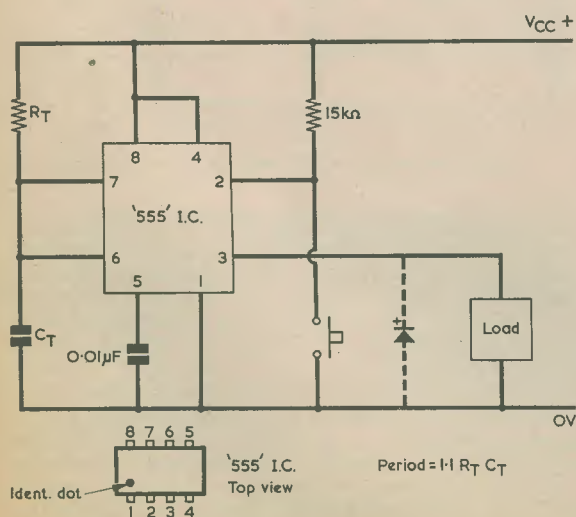 VCC +
RT
15kΩ
8 4
7 2
'555' I.C.
6 3
5 1
CT
0·01µF
+
Load
0V
8 7 6 5
'555' I.C.
Top view
Ident. dot
1 2 3 4
Period = 1·1 RT CT